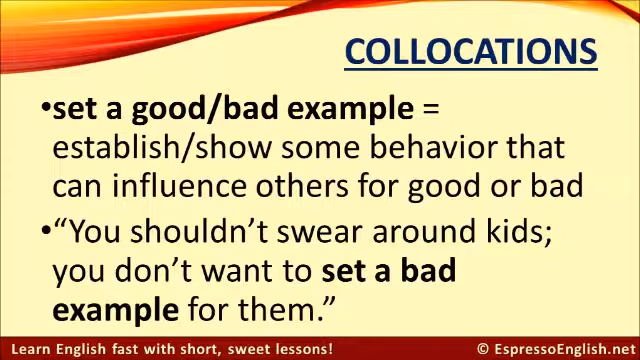 COLLOCATIONS
•set a good/bad example =
establish/show some behavior that
can influence others for good or bad
•“You shouldn’t swear around kids;
you don’t want to set a bad
example for them.”
Learn English fast with short, sweet lessons! © EspressoEnglish.net